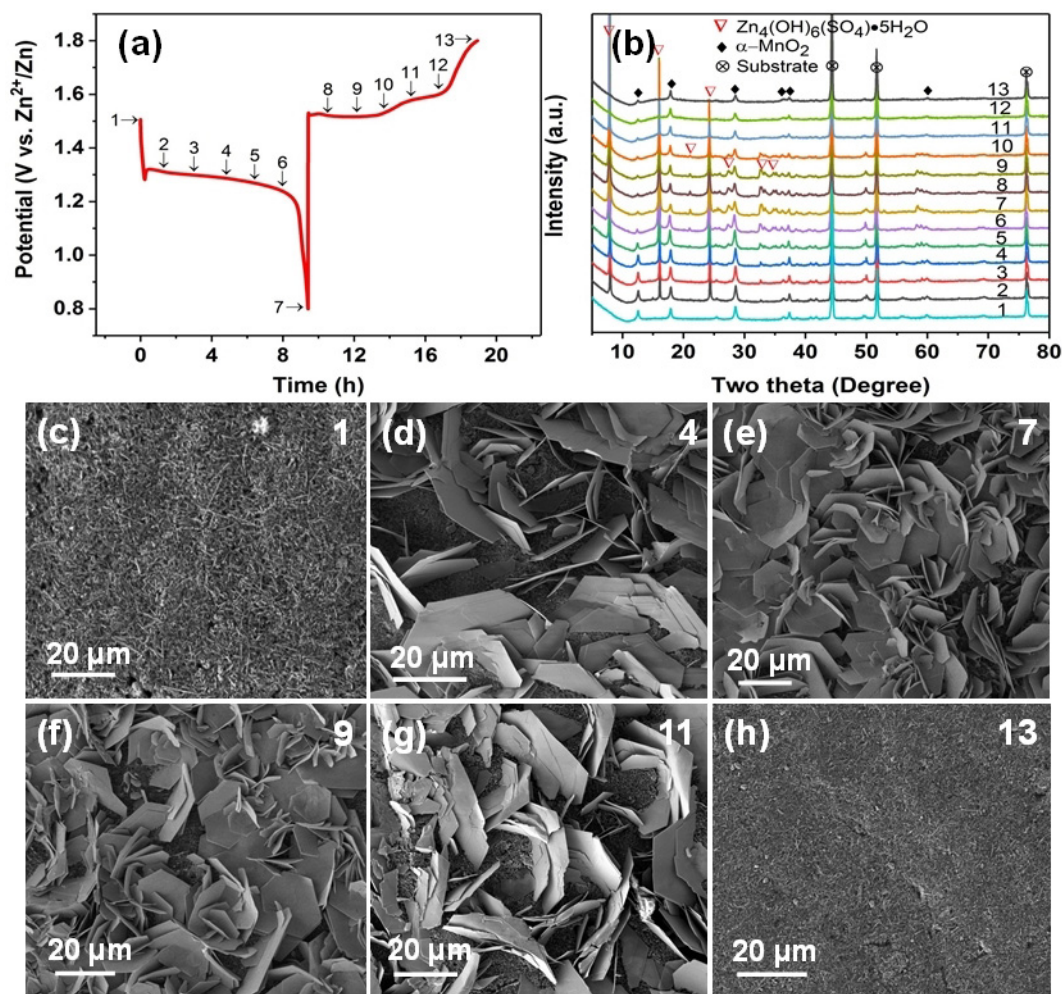 (a)
Potential (V vs. Zn2+/Zn)
1.8
1.6
1.4
1.2
1.0
0.8
13→
12
11
10
9
8
1→
2
3
4
5
6
7→
0
4
8
12
16
20
24
Time (h)
(b)
Intensity (a.u.)
Zn4(OH)6(SO4)•5H2O
α−MnO2
Substrate
13
12
11
10
9
8
7
6
5
4
3
2
1
10
20
30
40
50
60
70
80
Two theta (Degree)
(c) 1
20 µm
(d) 4
20 µm
(e) 7
20 µm
(f) 9
20 µm
(g) 11
20 µm
(h) 13
20 µm